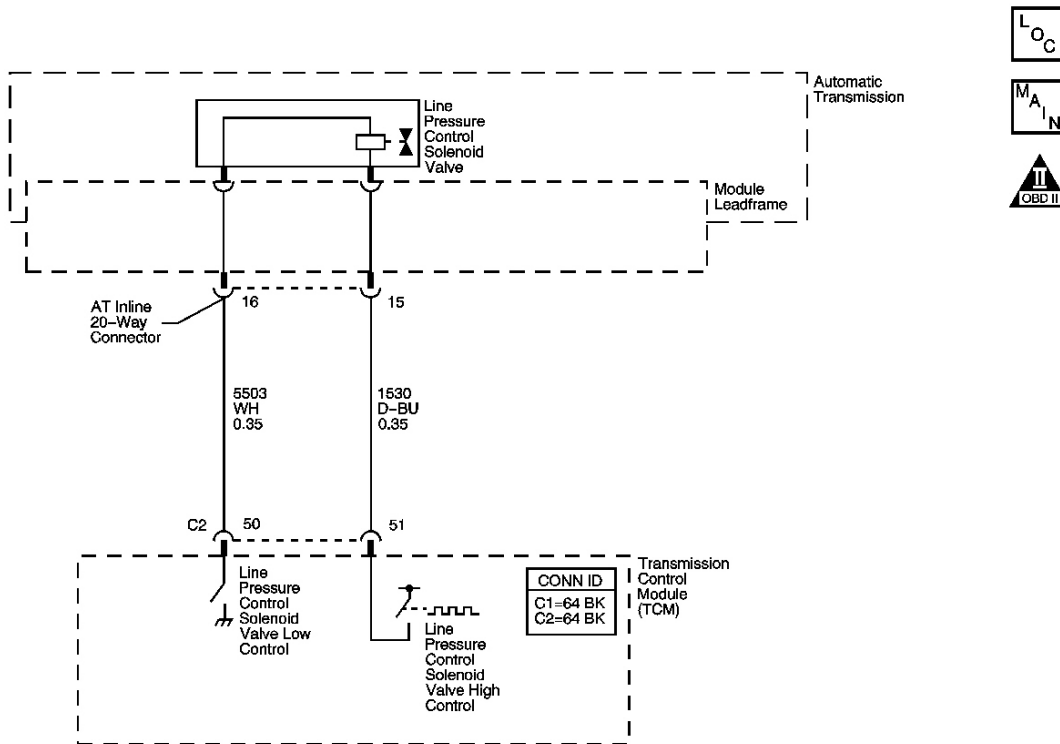 L
O
C
M
A
I
N
II
OBD II
Automatic
Transmission
Line
Pressure
Control
Solenoid
Valve
Module
Leadframe
AT Inline
20-Way
Connector
16
15
5503
WH
0.35
1530
D-BU
0.35
C2
50
51
Line
Pressure
Control
Solenoid
Valve Low
Control
Line
Pressure
Control
Solenoid
Valve High
Control
CONN ID
C1=64 BK
C2=64 BK
Transmission
Control
Module
(TCM)